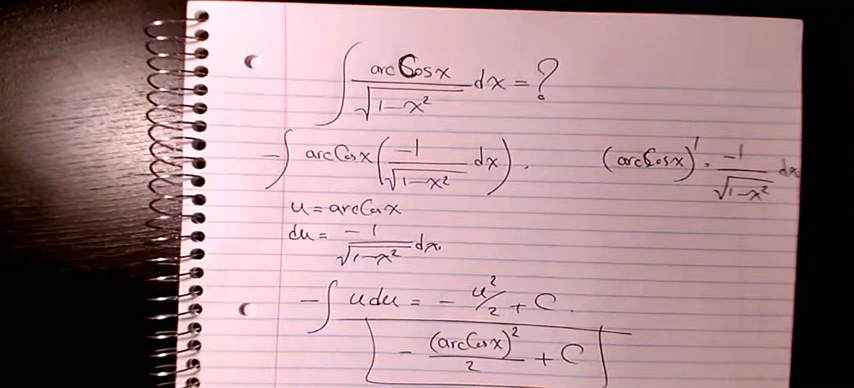 ∫ arcCosx / √(1-x²) dx = ?
-∫ arcCosx ( -1 / √(1-x²) dx ) . (arcCosx)' · -1 / √(1-x²) dx
u = arcCosx
du = -1 / √(1-x²) dx.
-∫ u du = - u²/2 + C.
- (arcCosx)² / 2 + C